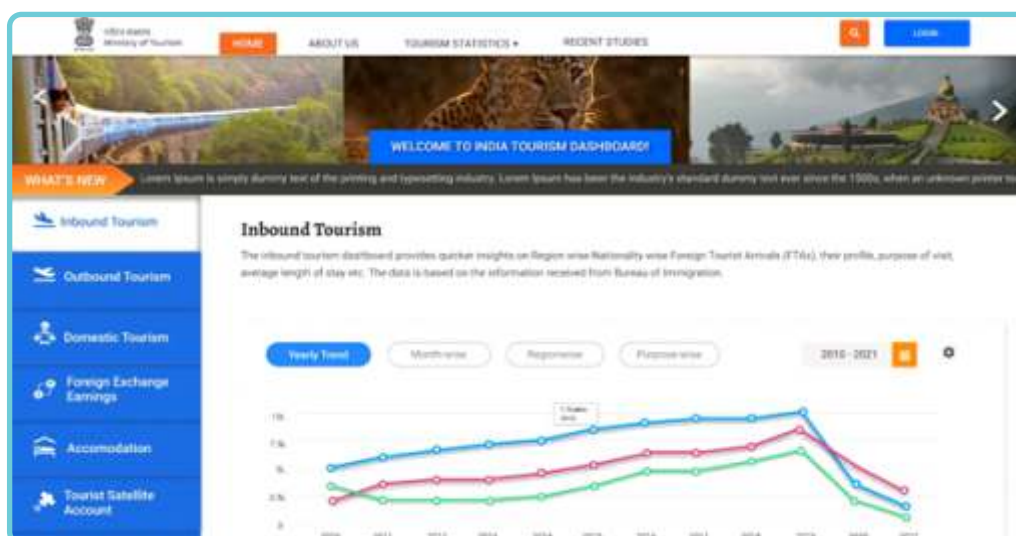 Ministry of Tourism
HOME
ABOUT US
TOURISM STATISTICS
RECENT STUDIES
LOGIN
WELCOME TO INDIA TOURISM DASHBOARD!
WHAT'S NEW
Lorem Ipsum is simply dummy text of the printing and typesetting industry. Lorem Ipsum has been the industry's standard dummy text ever since the 1500s, when an unknown printer
Inbound Tourism
Outbound Tourism
Domestic Tourism
Foreign Exchange
Earnings
Accomodation
Tourist Satellite
Account
Inbound Tourism
The inbound tourism dashboard provides quicker insights on Region wise Nationality wise Foreign Tourist Arrivals (FTAs), their profile, purpose of visit,
average length of stay etc. The data is based on the information received from Bureau of Immigration.
Yearly Trend
Month-wise
Regionwise
Purpose-wise
2010 - 2021